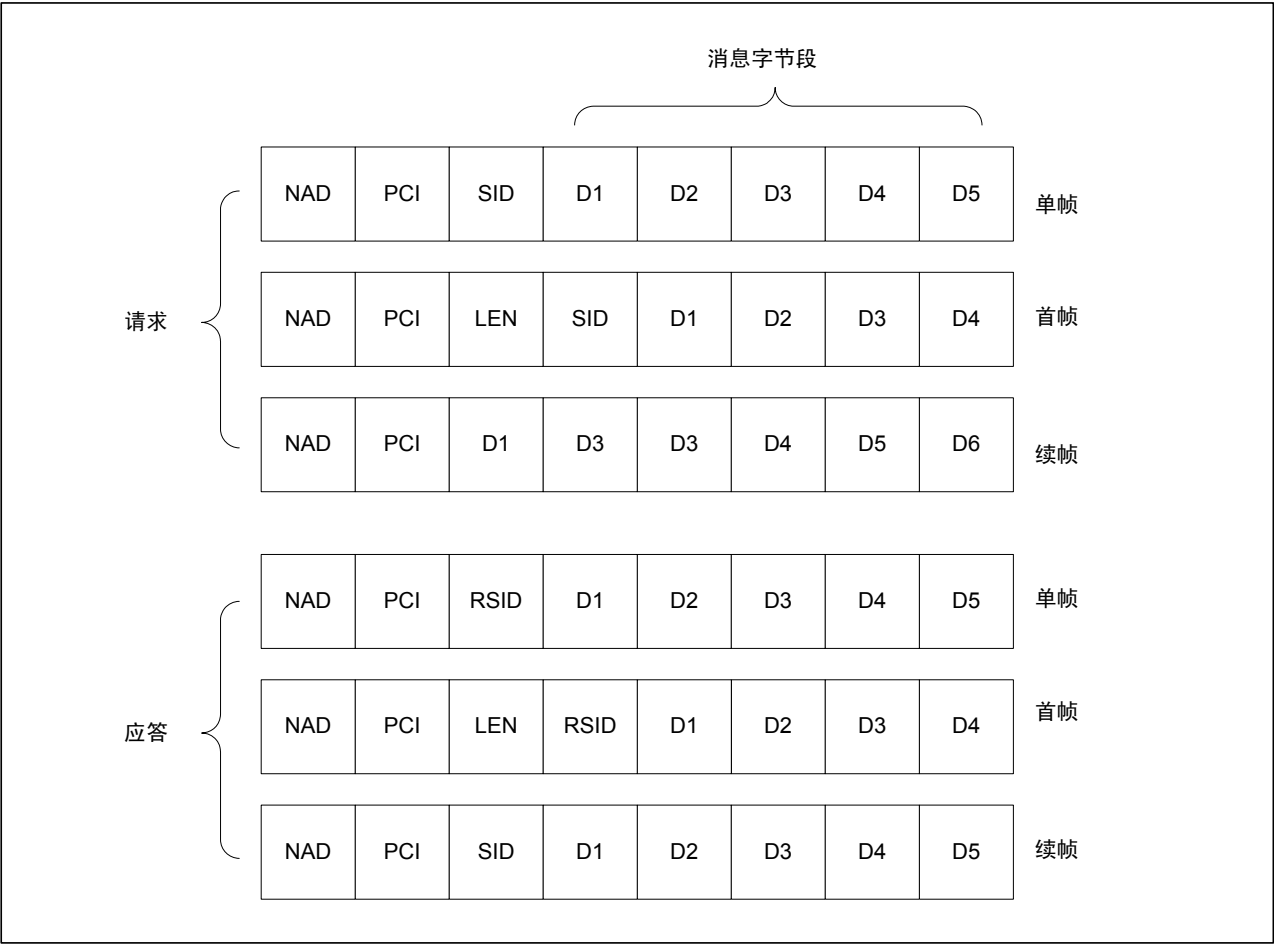 消息字节段
NAD PCI SID D1 D2 D3 D4 D5 单帧
请求 NAD PCI LEN SID D1 D2 D3 D4 首帧
NAD PCI D1 D3 D3 D4 D5 D6 续帧
NAD PCI RSID D1 D2 D3 D4 D5 单帧
应答 NAD PCI LEN RSID D1 D2 D3 D4 首帧
NAD PCI SID D1 D2 D3 D4 D5 续帧